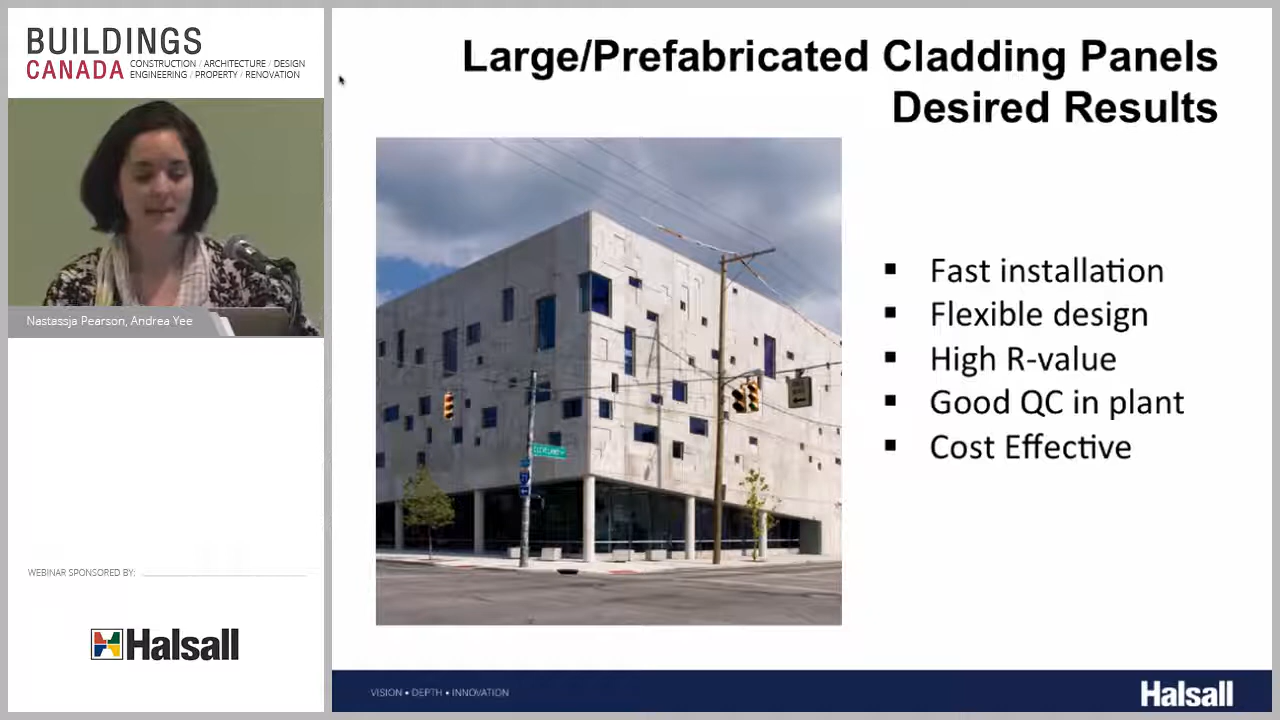 BUILDINGS
CANADA
CONSTRUCTION / ARCHITECTURE / DESIGN
ENGINEERING / PROPERTY / RENOVATION
Nastassja Pearson, Andrea Yee
WEBINAR SPONSORED BY:
Halsall
Large/Prefabricated Cladding Panels
Desired Results
CLEVELAND
▪ Fast installation
▪ Flexible design
▪ High R-value
▪ Good QC in plant
▪ Cost Effective
VISION • DEPTH • INNOVATION
Halsall